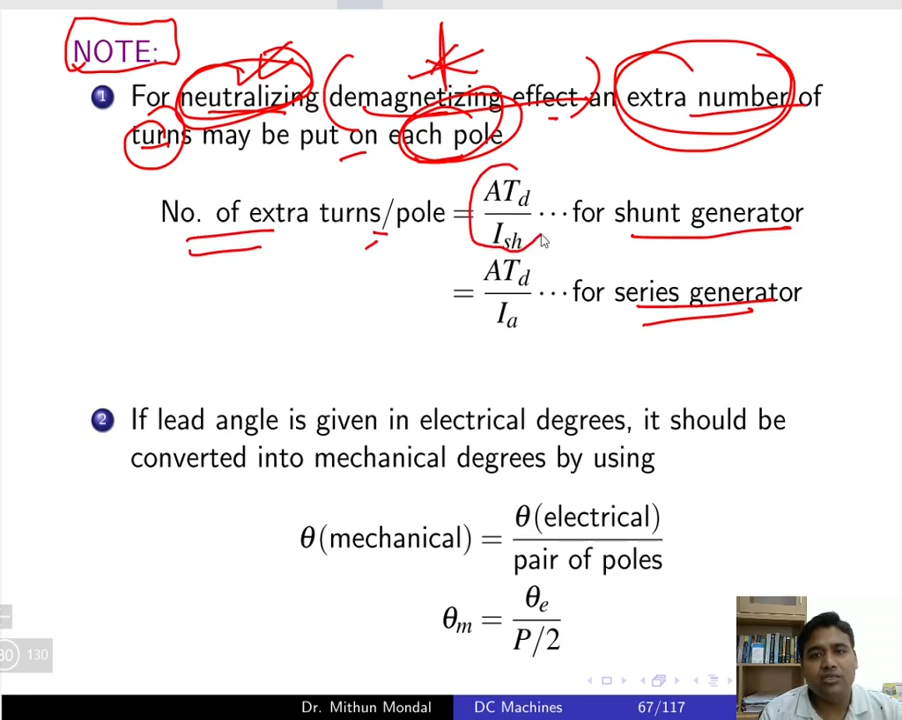 NOTE:
1 For neutralizing (demagnetizing effect) an extra number of
turns may be put on each pole
No. of extra turns/pole = AT_d / I_sh ··· for shunt generator
= AT_d / I_a ··· for series generator
2 If lead angle is given in electrical degrees, it should be
converted into mechanical degrees by using
θ(mechanical) = θ(electrical) / pair of poles
θ_m = θ_e / P/2
130
Dr. Mithun Mondal DC Machines 67/117